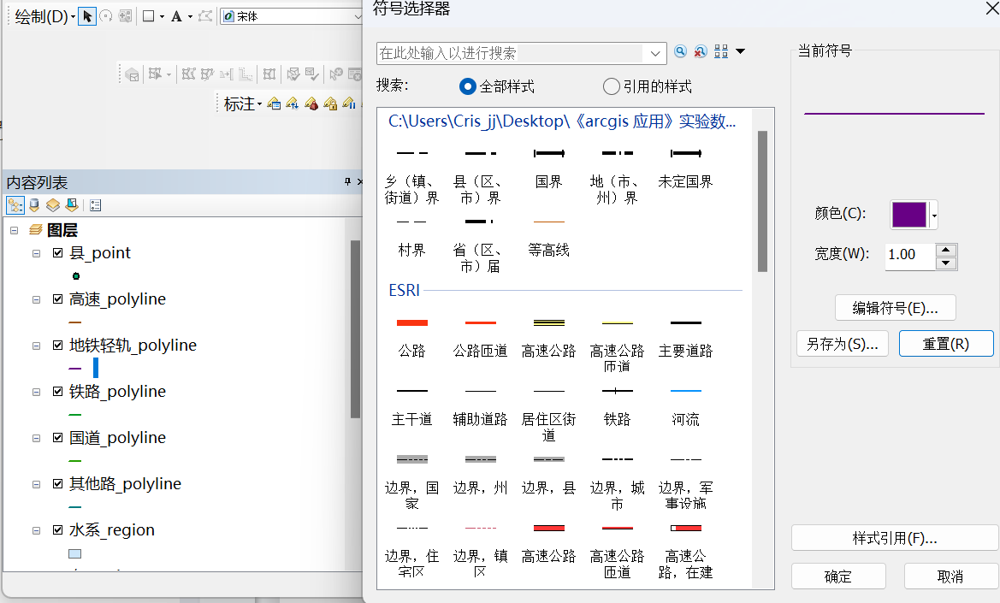 绘制(D)
A
宋体
标注
内容列表
图层
县_point
高速_polyline
地铁轻轨_polyline
铁路_polyline
国道_polyline
其他路_polyline
水系_region
符号选择器
在此处输入以进行搜索
搜索:
全部样式
引用的样式
C:\Users\Cris_jj\Desktop\《arcgis 应用》实验数...
乡（镇、
街道）界
县（区、
市）界
国界
地（市、
州）界
未定国界
村界
省（区、
市）届
等高线
ESRI
公路
公路匝道
高速公路
高速公路
匝道
主要道路
主干道
辅助道路
居住区街
道
铁路
河流
边界，国
家
边界，州
边界，县
边界，城
市
边界，军
事设施
边界，住
宅区
边界，镇
区
高速公路
高速公路
匝道
高速公
路，在建
当前符号
颜色(C):
宽度(W):
1.00
编辑符号(E)...
另存为(S)...
重置(R)
样式引用(F)...
确定
取消